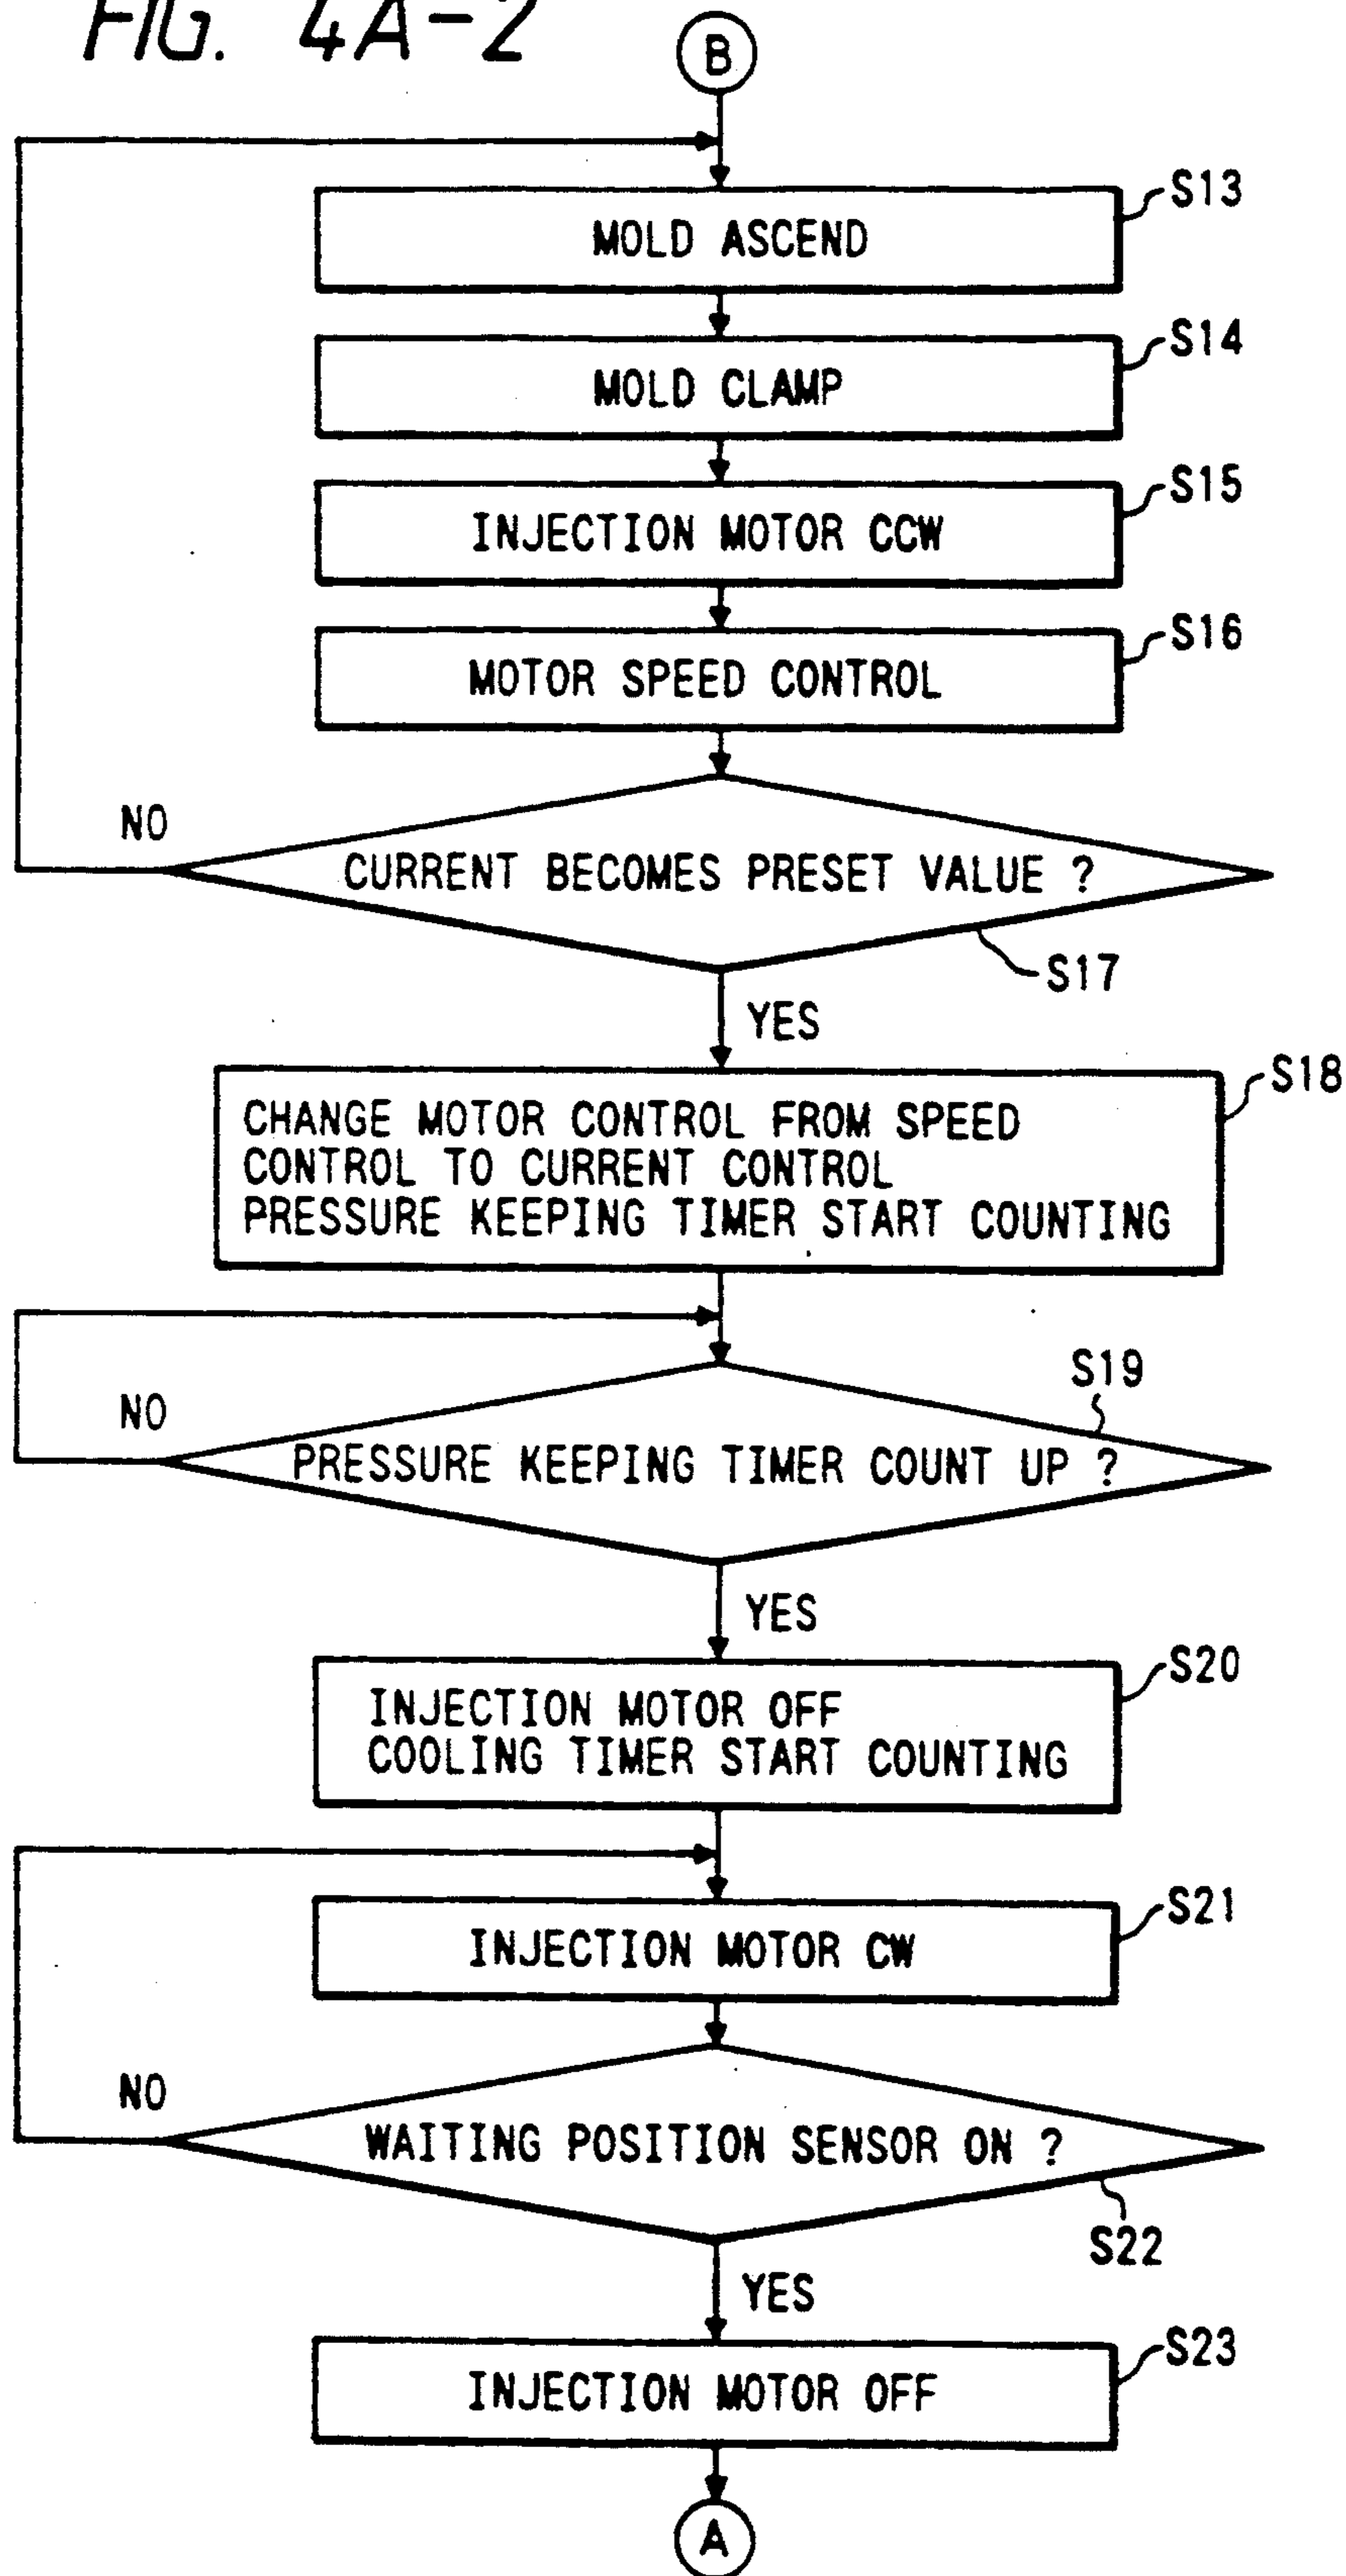 FIG. 4A-2
B
S13
MOLD ASCEND
S14
MOLD CLAMP
S15
INJECTION MOTOR CCW
S16
MOTOR SPEED CONTROL
NO
CURRENT BECOMES PRESET VALUE ?
S17
YES
S18
CHANGE MOTOR CONTROL FROM SPEED
CONTROL TO CURRENT CONTROL
PRESSURE KEEPING TIMER START COUNTING
S19
NO
PRESSURE KEEPING TIMER COUNT UP ?
YES
S20
INJECTION MOTOR OFF
COOLING TIMER START COUNTING
S21
INJECTION MOTOR CW
NO
WAITING POSITION SENSOR ON ?
S22
YES
S23
INJECTION MOTOR OFF
A